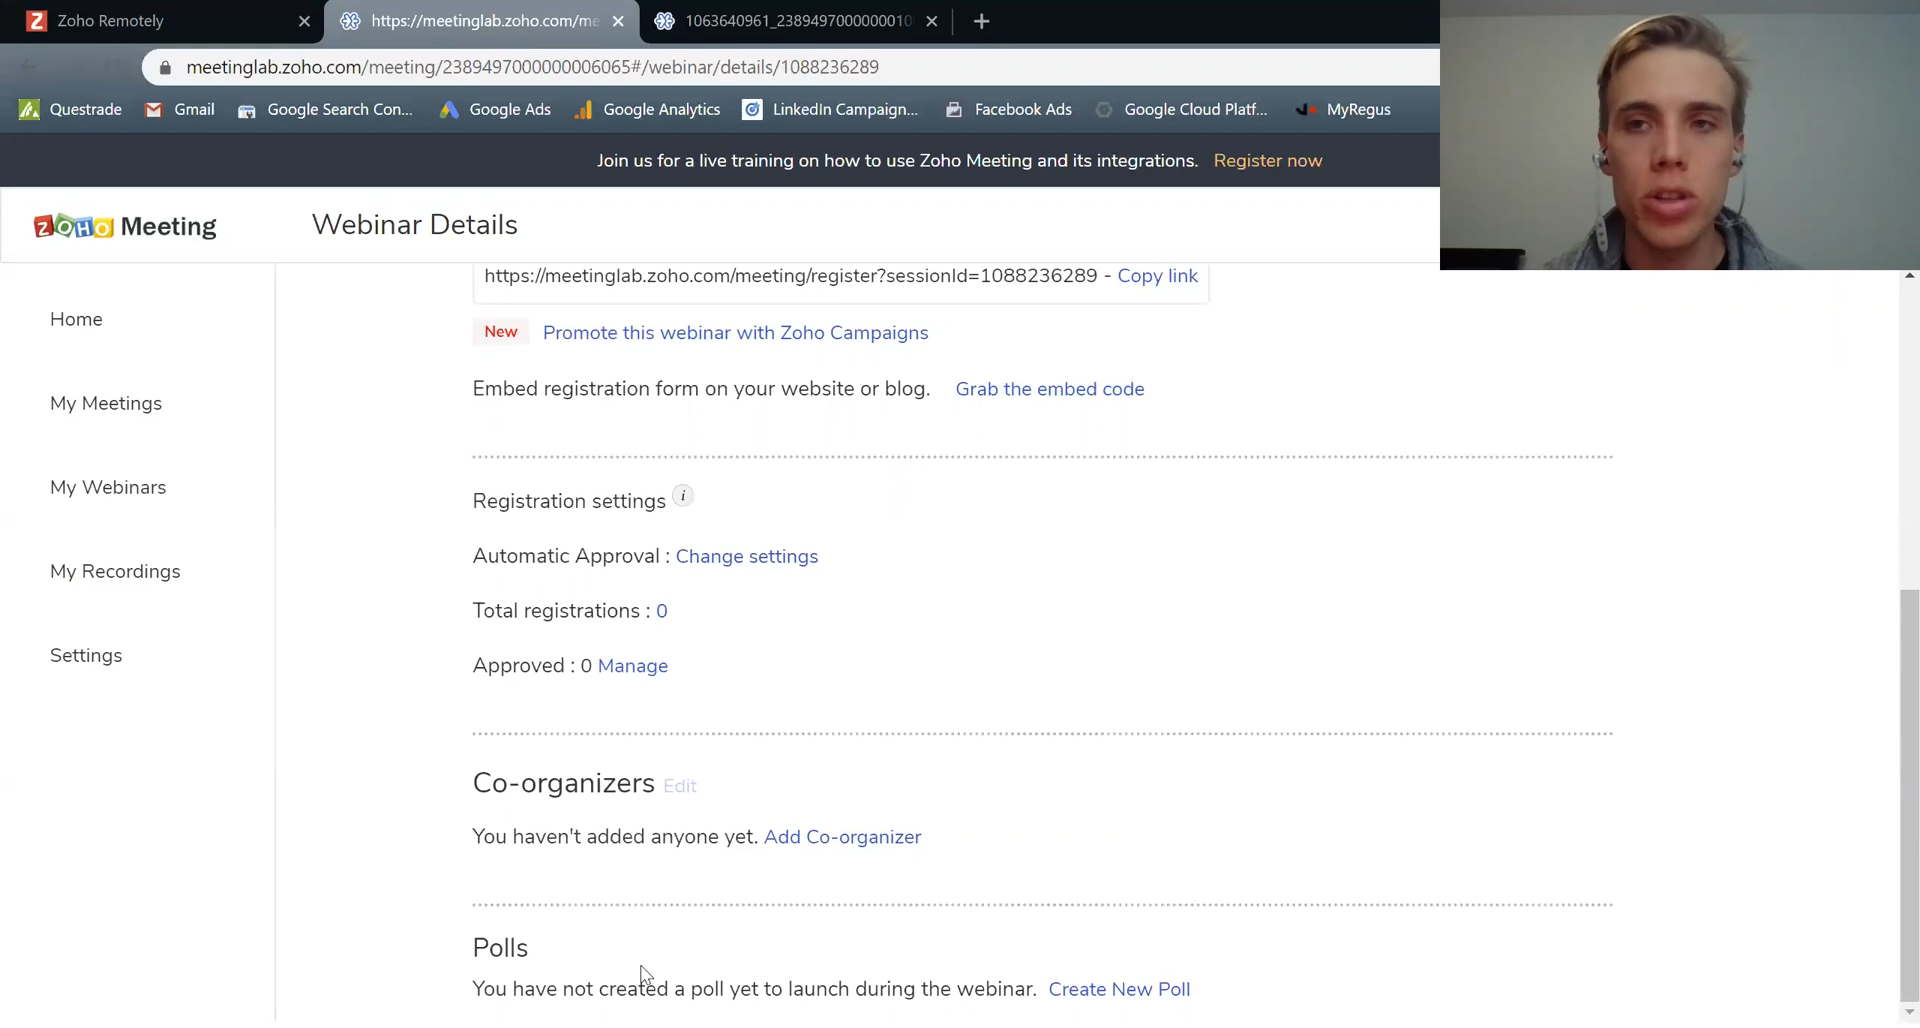 Zoho Remotely
https://meetinglab.zoho.com/me
1063640961_2389497000000010
meetinglab.zoho.com/meeting/2389497000000006065#/webinar/details/1088236289
Questrade
Gmail
Google Search Con...
Google Ads
Google Analytics
LinkedIn Campaign...
Facebook Ads
Google Cloud Platf...
MyRegus
Join us for a live training on how to use Zoho Meeting and its integrations. Register now
ZOHO Meeting
Webinar Details
Home
My Meetings
My Webinars
My Recordings
Settings
https://meetinglab.zoho.com/meeting/register?sessionId=1088236289 - Copy link
New Promote this webinar with Zoho Campaigns
Embed registration form on your website or blog. Grab the embed code
Registration settings i
Automatic Approval : Change settings
Total registrations : 0
Approved : 0 Manage
Co-organizers Edit
You haven't added anyone yet. Add Co-organizer
Polls
You have not created a poll yet to launch during the webinar. Create New Poll